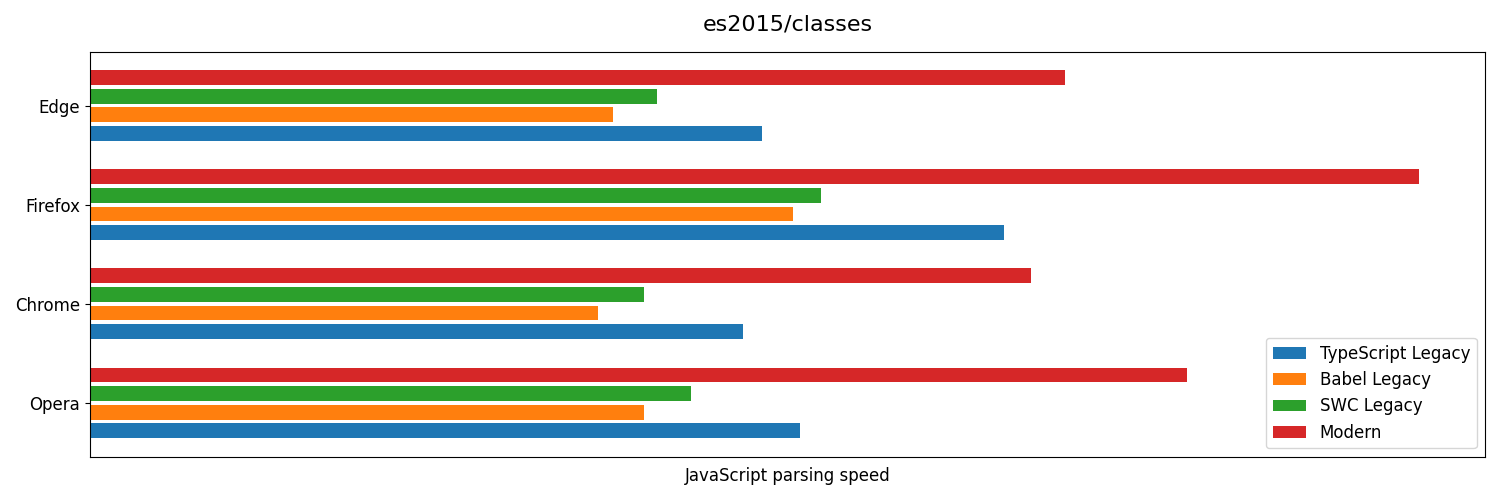 es2015/classes
Edge
Firefox
Chrome
Opera
TypeScript Legacy
Babel Legacy
SWC Legacy
Modern
JavaScript parsing speed